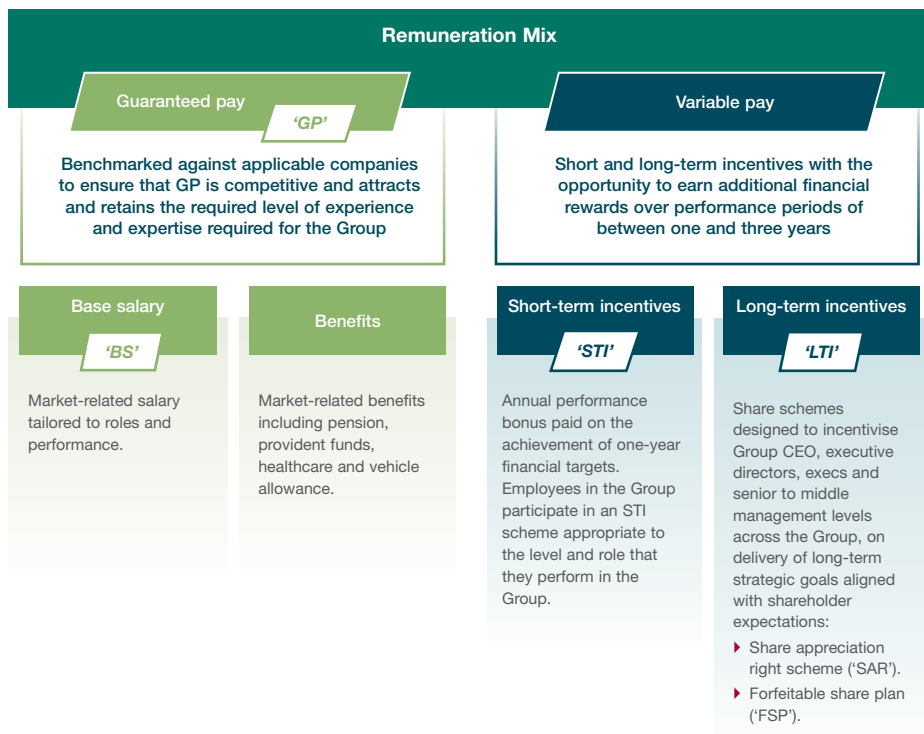 Remuneration Mix
Guaranteed pay
‘GP’
Benchmarked against applicable companies
to ensure that GP is competitive and attracts
and retains the required level of experience
and expertise required for the Group
Variable pay
Short and long-term incentives with the
opportunity to earn additional financial
rewards over performance periods of
between one and three years
Base salary
‘BS’
Market-related salary
tailored to roles and
performance.
Benefits
Market-related benefits
including pension,
provident funds,
healthcare and vehicle
allowance.
Short-term incentives
‘STI’
Annual performance
bonus paid on the
achievement of one-year
financial targets.
Employees in the Group
participate in an STI
scheme appropriate to
the level and role that
they perform in the
Group.
Long-term incentives
‘LTI’
Share schemes
designed to incentivise
Group CEO, executive
directors, execs and
senior to middle
management levels
across the Group, on
delivery of long-term
strategic goals aligned
with shareholder
expectations:
Share appreciation
right scheme (‘SAR’).
Forfeitable share plan
(‘FSP’).